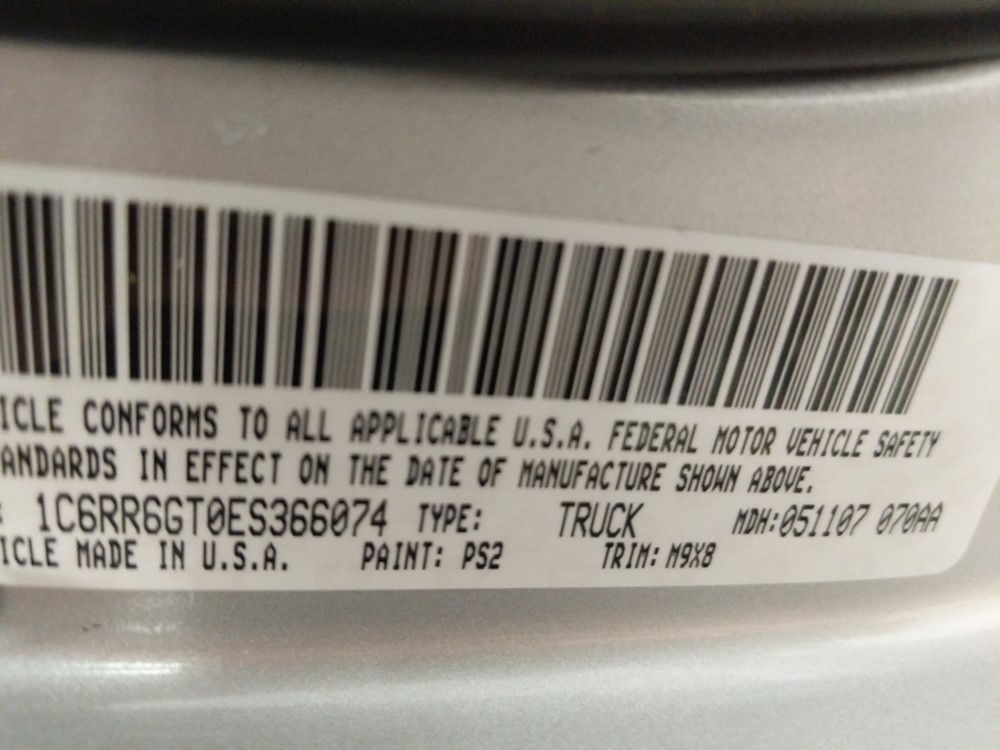 ICLE CONFORMS TO ALL APPLICABLE U.S.A. FEDERAL MOTOR VEHICLE SAFETY
ANDARDS IN EFFECT ON THE DATE OF MANUFACTURE SHOWN ABOVE.
: 1C6RR6GT0ES366074 TYPE: TRUCK MDH:051107 070AA
ICLE MADE IN U.S.A. PAINT: PS2 TRIM: M9X8